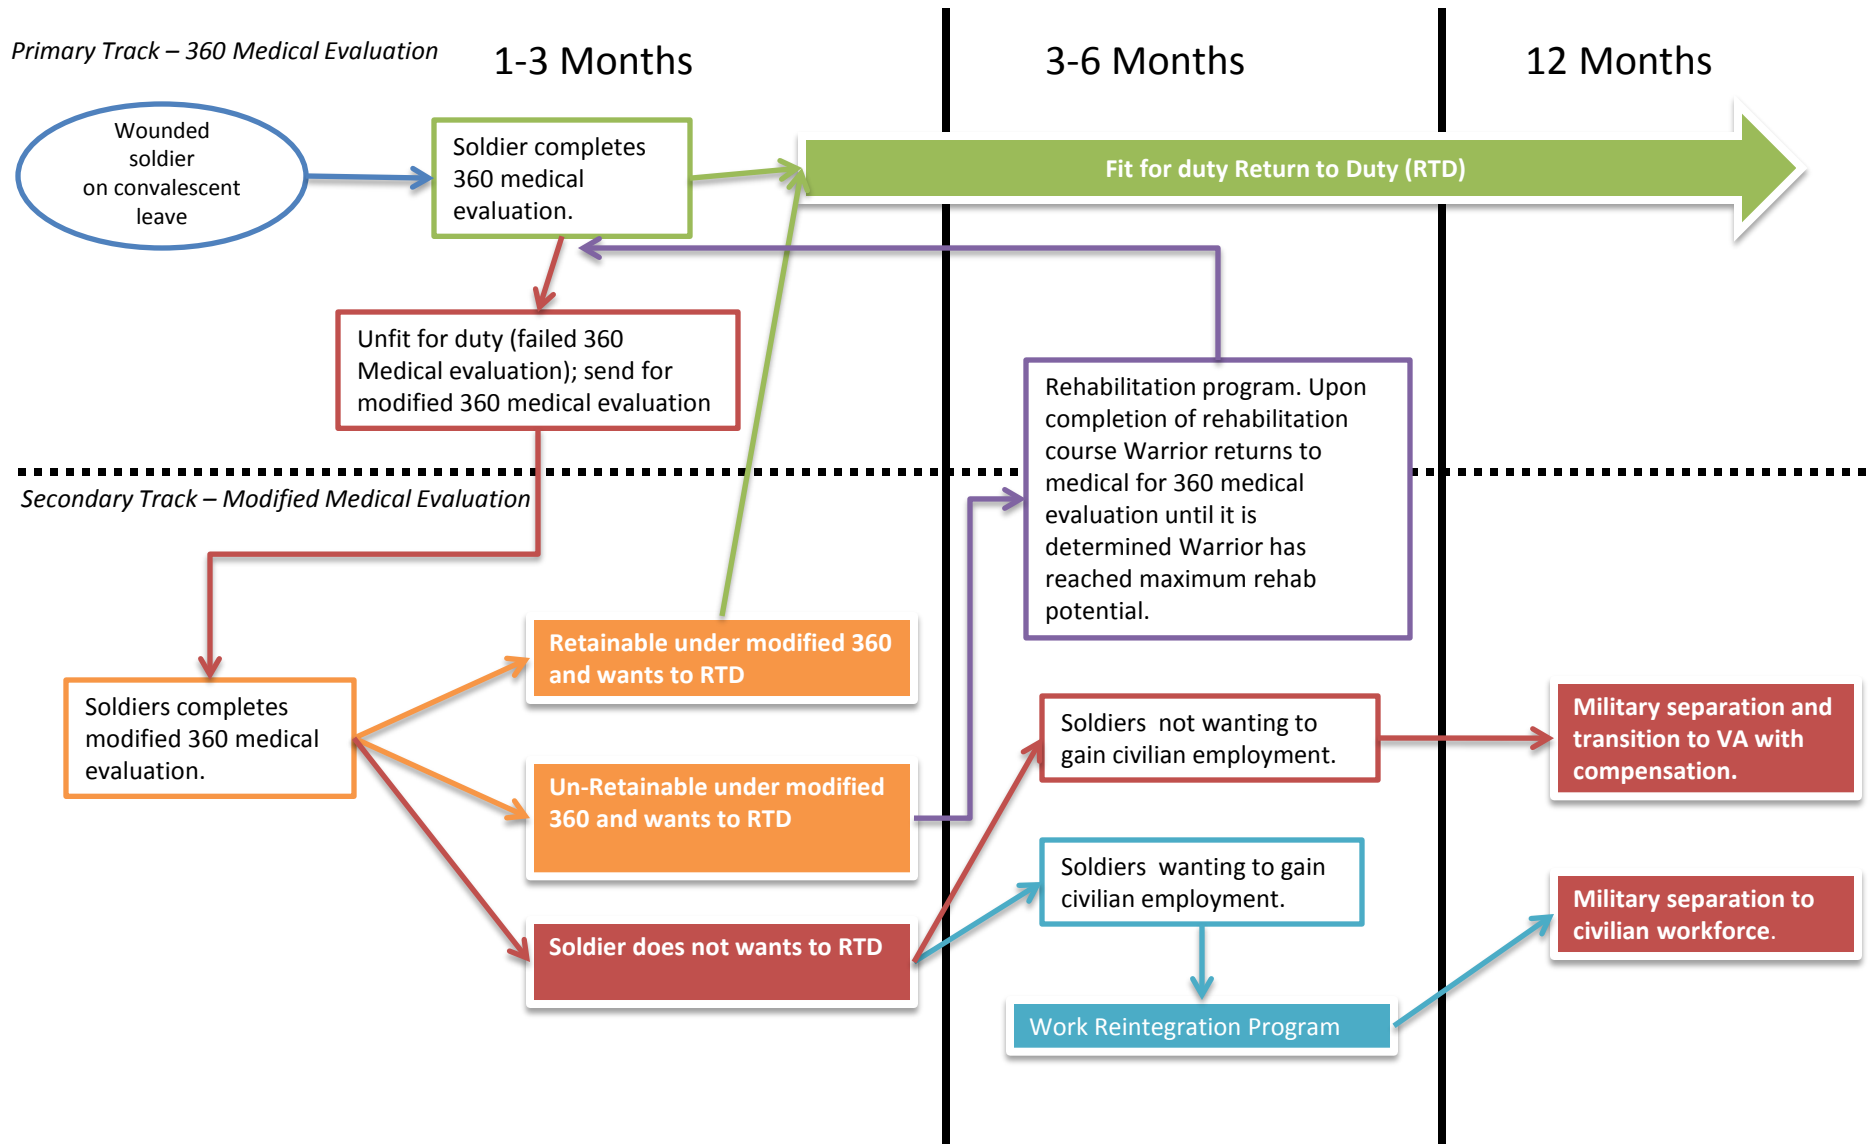 Primary Track – 360 Medical Evaluation
1-3 Months
3-6 Months
12 Months
Wounded
soldier
on convalescent
leave
Soldier completes
360 medical
evaluation.
Fit for duty Return to Duty (RTD)
Unfit for duty (failed 360
Medical evaluation); send for
modified 360 medical evaluation
Rehabilitation program. Upon
completion of rehabilitation
course Warrior returns to
medical for 360 medical
evaluation until it is
determined Warrior has
reached maximum rehab
potential.
Secondary Track – Modified Medical Evaluation
Soldiers completes
modified 360 medical
evaluation.
Retainable under modified 360
and wants to RTD
Un-Retainable under modified
360 and wants to RTD
Soldier does not wants to RTD
Soldiers  not wanting to
gain civilian employment.
Soldiers  wanting to gain
civilian employment.
Work Reintegration Program
Military separation and
transition to VA with
compensation.
Military separation to
civilian workforce.